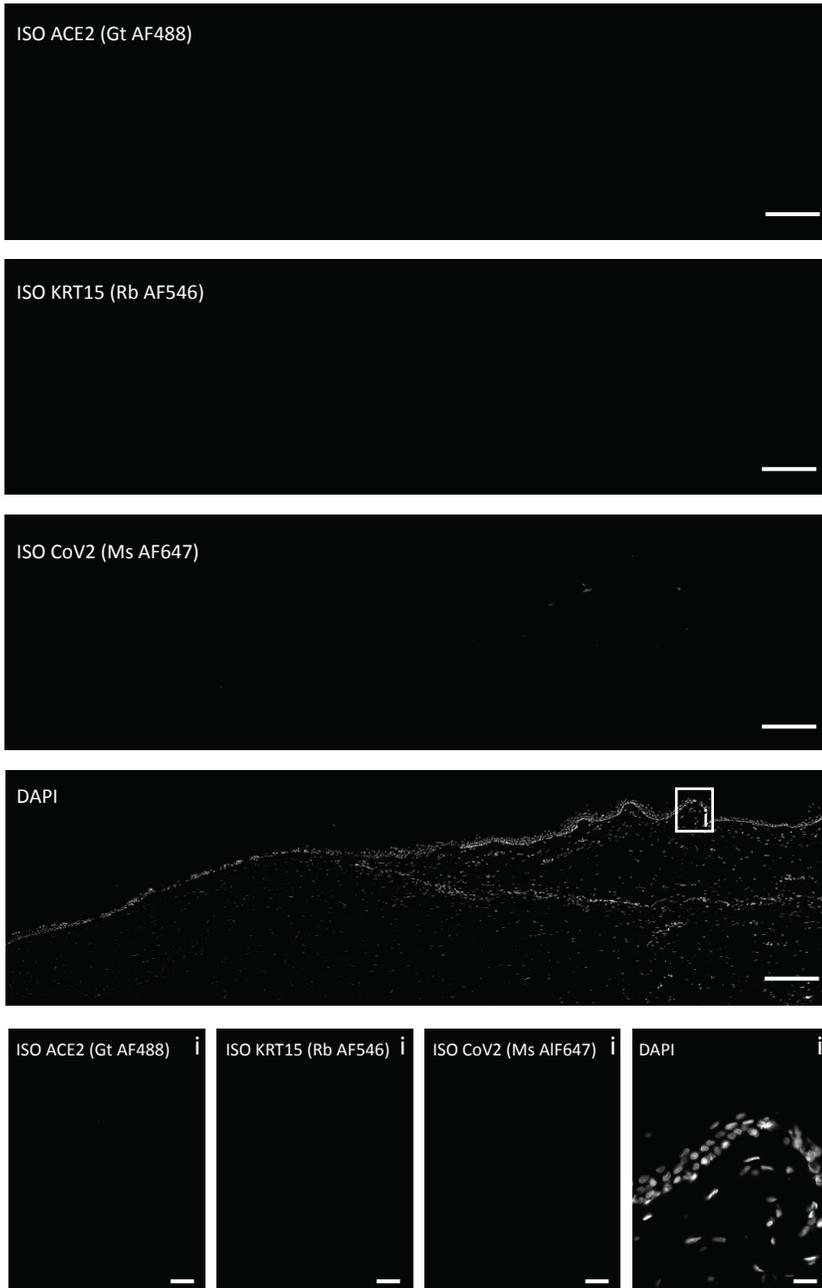 ISO ACE2 (Gt AF488)
ISO KRT15 (Rb AF546)
ISO CoV2 (Ms AF647)
DAPI
i
ISO ACE2 (Gt AF488) i
ISO KRT15 (Rb AF546) i
ISO CoV2 (Ms AlF647) i
DAPI i